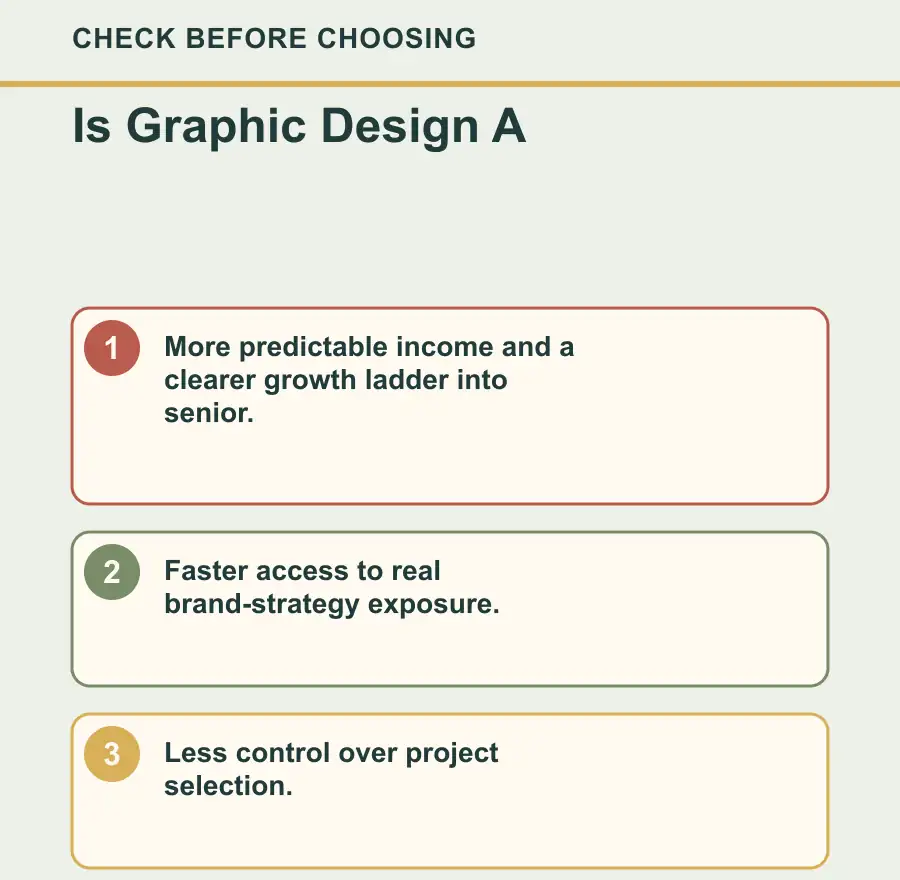 CHECK BEFORE CHOOSING
Is Graphic Design A
1
More predictable income and a
clearer growth ladder into
senior.
2
Faster access to real
brand-strategy exposure.
3
Less control over project
selection.